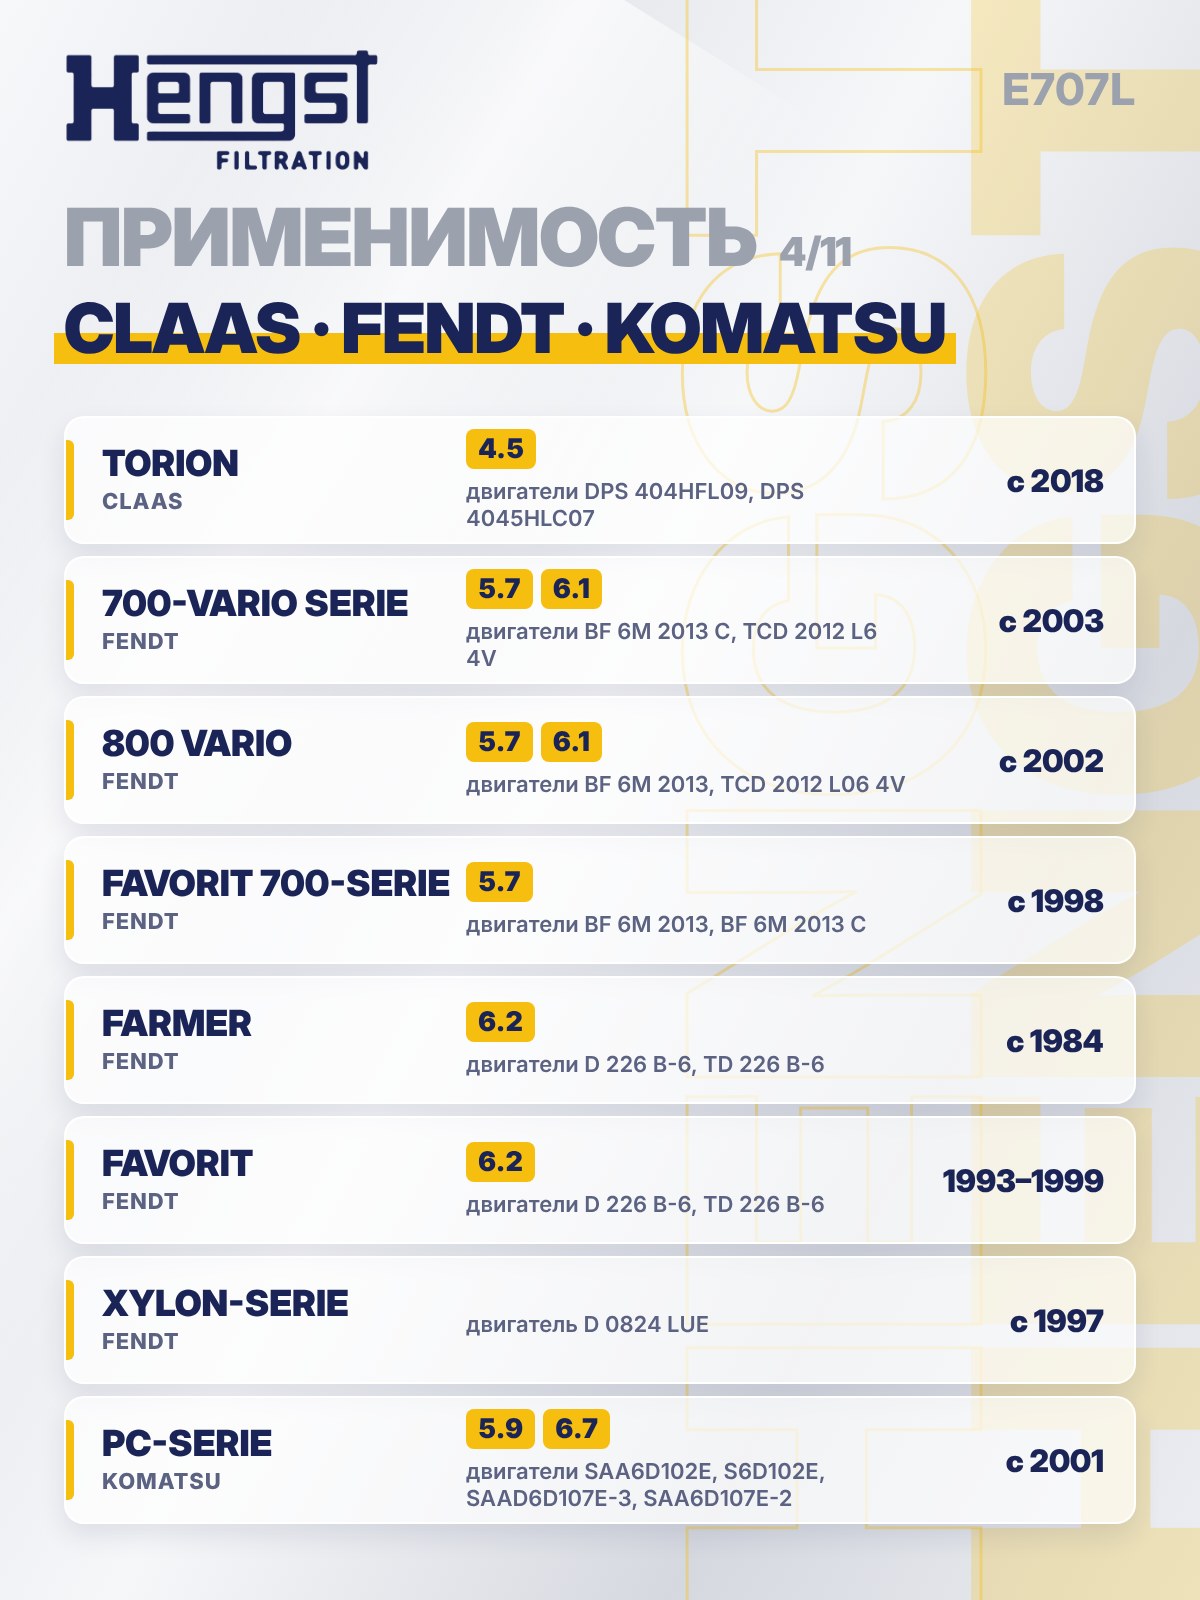 Hengst
FILTRATION
E707L
ПРИМЕНИМОСТЬ 4/11
CLAAS · FENDT · KOMATSU
TORION
CLAAS
4.5
двигатели DPS 404HFL09, DPS
4045HLC07
с 2018
700-VARIO SERIE
FENDT
5.7 6.1
двигатели BF 6M 2013 C, TCD 2012 L6
4V
с 2003
800 VARIO
FENDT
5.7 6.1
двигатели BF 6M 2013, TCD 2012 L06 4V
с 2002
FAVORIT 700-SERIE
FENDT
5.7
двигатели BF 6M 2013, BF 6M 2013 C
с 1998
FARMER
FENDT
6.2
двигатели D 226 B-6, TD 226 B-6
с 1984
FAVORIT
FENDT
6.2
двигатели D 226 B-6, TD 226 B-6
1993–1999
XYLON-SERIE
FENDT
двигатель D 0824 LUE
с 1997
PC-SERIE
KOMATSU
5.9 6.7
двигатели SAA6D102E, S6D102E,
SAAD6D107E-3, SAA6D107E-2
с 2001